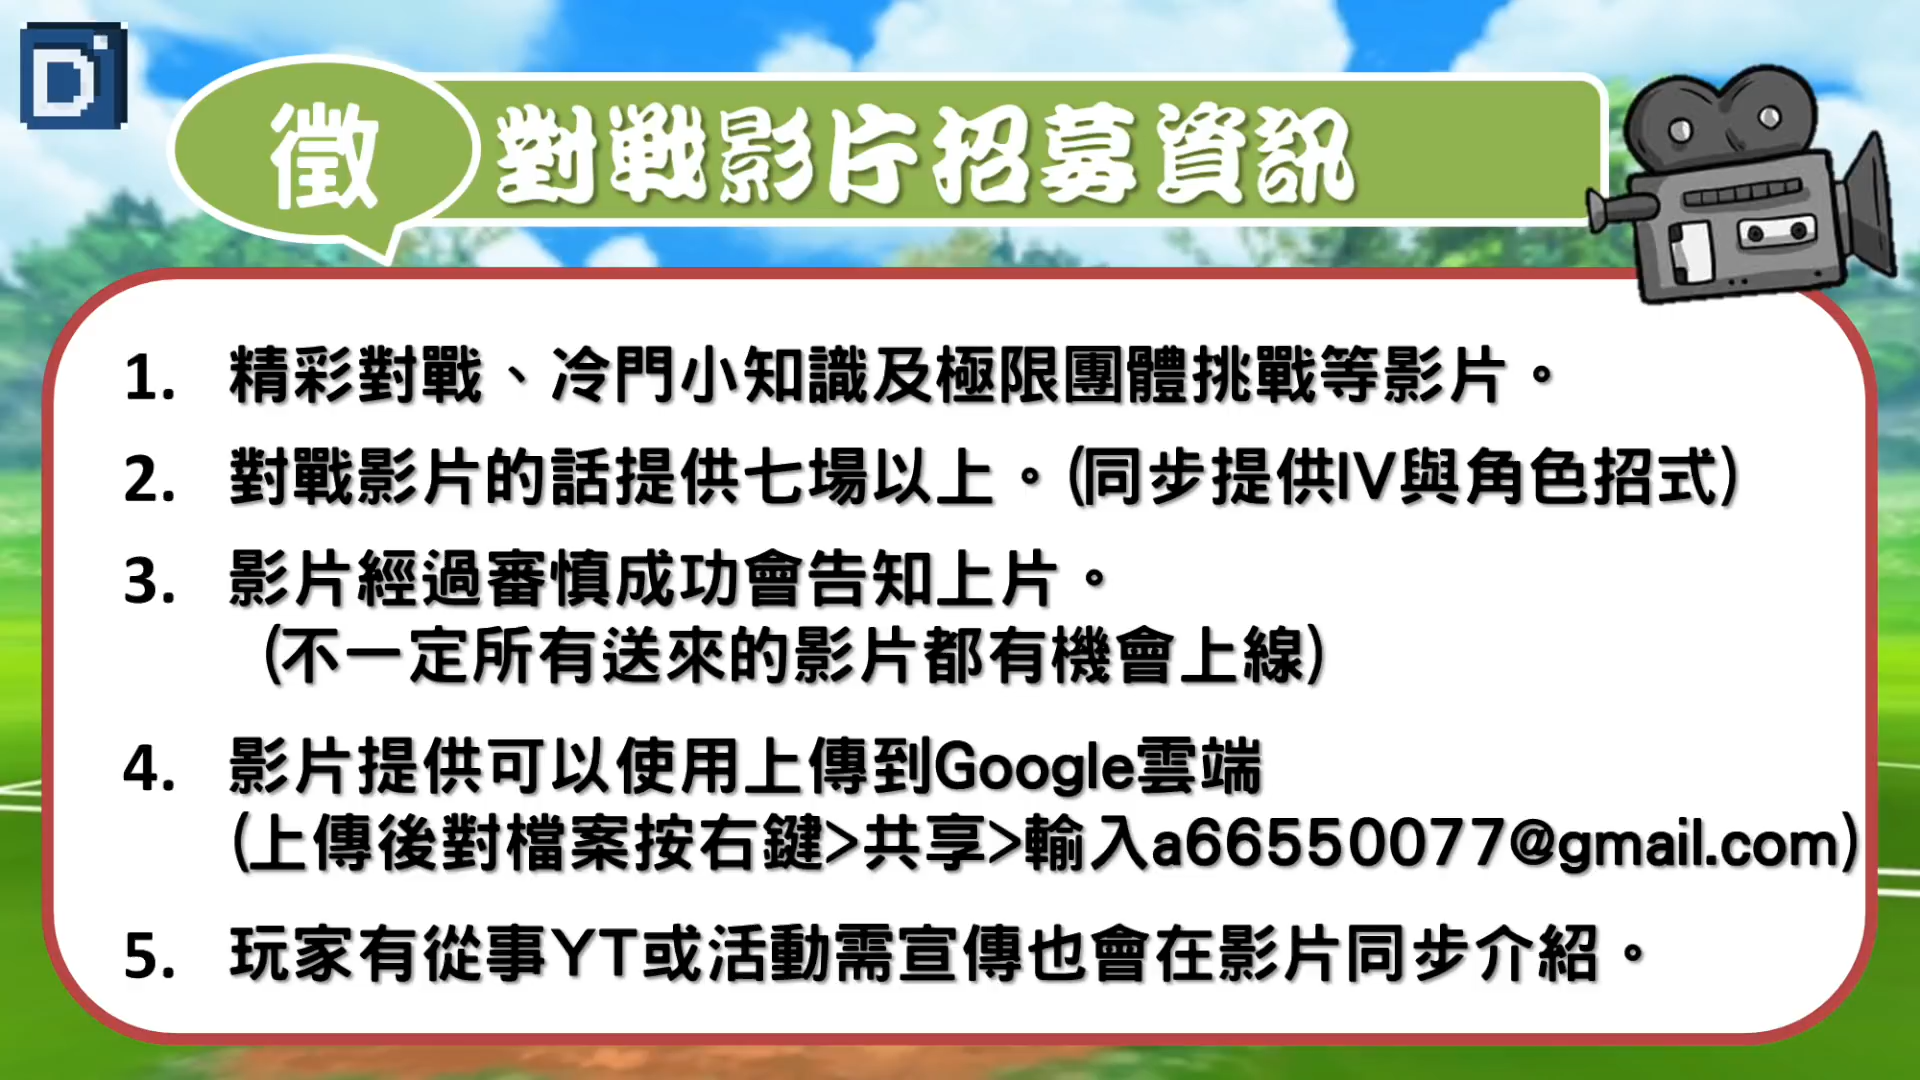 D
徵 對戰影片招募資訊
1. 精彩對戰、冷門小知識及極限團體挑戰等影片。
2. 對戰影片的話提供七場以上。(同步提供IV與角色招式)
3. 影片經過審慎成功會告知上片。
(不一定所有送來的影片都有機會上線)
4. 影片提供可以使用上傳到Google雲端
(上傳後對檔案按右鍵>共享>輸入a66550077@gmail.com)
5. 玩家有從事YT或活動需宣傳也會在影片同步介紹。